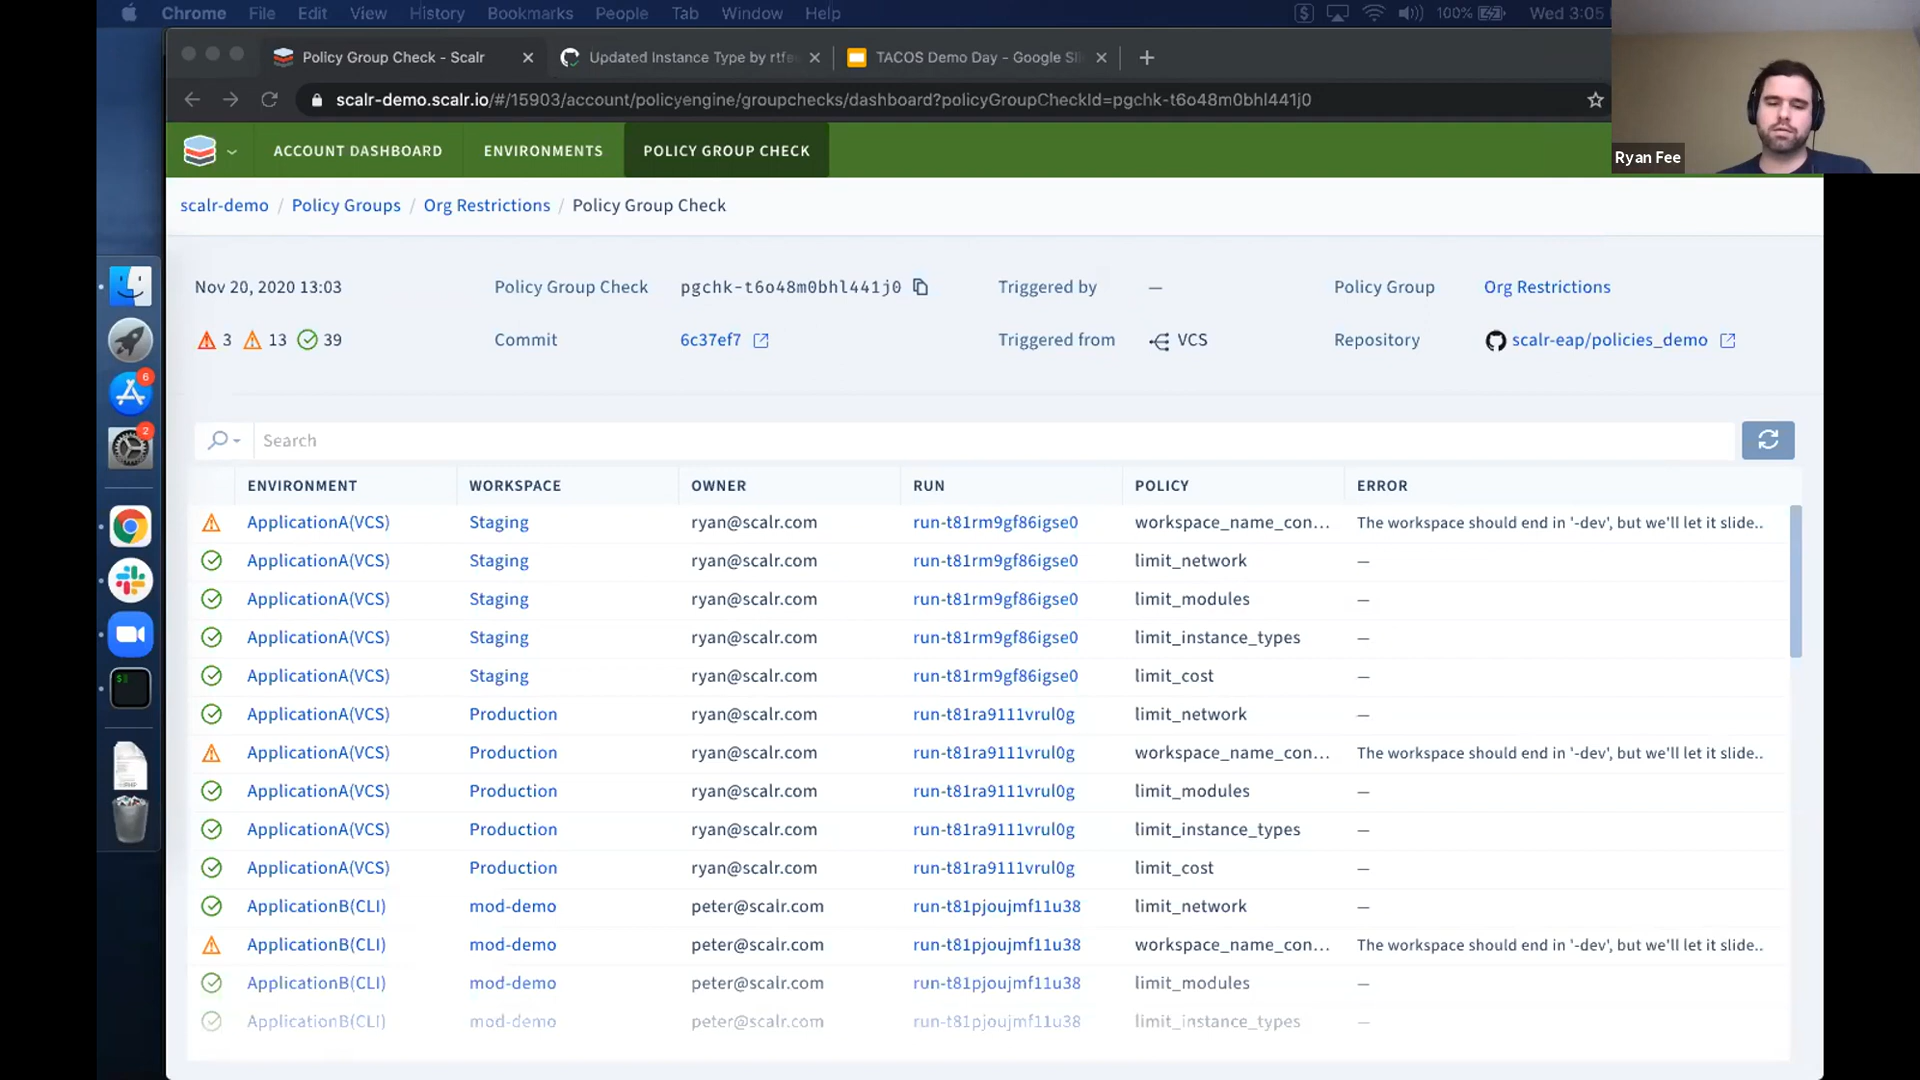 Chrome File Edit View History Bookmarks People Tab Window Help 100% Wed 3:05
Policy Group Check - Scalr
Updated Instance Type by rtfe
TACOS Demo Day - Google Sli
scalr-demo.scalr.io/#/15903/account/policyengine/groupchecks/dashboard?policyGroupCheckId=pgchk-t6o48m0bhl441j0
ACCOUNT DASHBOARD ENVIRONMENTS POLICY GROUP CHECK
Ryan Fee
scalr-demo / Policy Groups / Org Restrictions / Policy Group Check
Nov 20, 2020 13:03 Policy Group Check pgchk-t6o48m0bhl441j0 Triggered by — Policy Group Org Restrictions
3 13 39 Commit 6c37ef7 Triggered from VCS Repository scalr-eap/policies_demo
6
2
Search
ENVIRONMENT WORKSPACE OWNER RUN POLICY ERROR
ApplicationA(VCS) Staging ryan@scalr.com run-t81rm9gf86igse0 workspace_name_con... The workspace should end in '-dev', but we'll let it slide..
ApplicationA(VCS) Staging ryan@scalr.com run-t81rm9gf86igse0 limit_network —
ApplicationA(VCS) Staging ryan@scalr.com run-t81rm9gf86igse0 limit_modules —
ApplicationA(VCS) Staging ryan@scalr.com run-t81rm9gf86igse0 limit_instance_types —
ApplicationA(VCS) Staging ryan@scalr.com run-t81rm9gf86igse0 limit_cost —
ApplicationA(VCS) Production ryan@scalr.com run-t81ra9111vrul0g limit_network —
ApplicationA(VCS) Production ryan@scalr.com run-t81ra9111vrul0g workspace_name_con... The workspace should end in '-dev', but we'll let it slide..
ApplicationA(VCS) Production ryan@scalr.com run-t81ra9111vrul0g limit_modules —
ApplicationA(VCS) Production ryan@scalr.com run-t81ra9111vrul0g limit_instance_types —
ApplicationA(VCS) Production ryan@scalr.com run-t81ra9111vrul0g limit_cost —
ApplicationB(CLI) mod-demo peter@scalr.com run-t81pjoujmf11u38 limit_network —
ApplicationB(CLI) mod-demo peter@scalr.com run-t81pjoujmf11u38 workspace_name_con... The workspace should end in '-dev', but we'll let it slide..
ApplicationB(CLI) mod-demo peter@scalr.com run-t81pjoujmf11u38 limit_modules —
ApplicationB(CLI) mod-demo peter@scalr.com run-t81pjoujmf11u38 limit_instance_types —